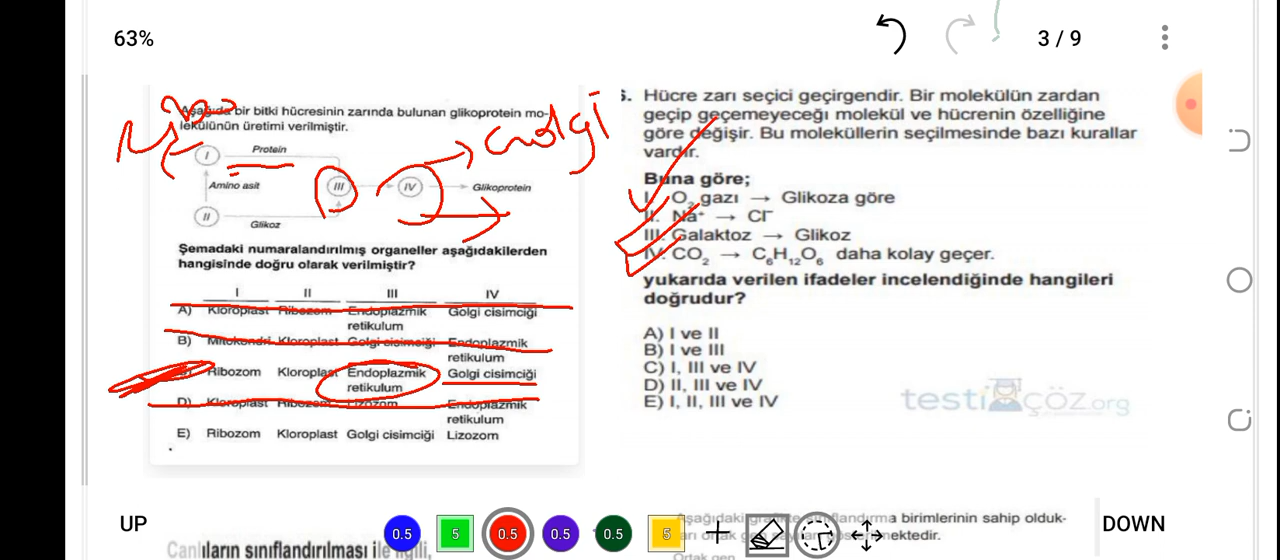 63%
3 / 9
Aşağıda bir bitki hücresinin zarında bulunan glikoprotein mo-
lekülünün üretimi verilmiştir.
Ribo
Golgi
I
Protein
Amino asit
III
IV
Glikoprotein
II
Glikoz
Şemadaki numaralandırılmış organeller aşağıdakilerden
hangisinde doğru olarak verilmiştir?
I II III IV
A) Kloroplast Ribozom Endoplazmik Golgi cisimciği
retikulum
B) Mitokondri Kloroplast Golgi cisimciği Endoplazmik
retikulum
Ribozom Kloroplast Endoplazmik Golgi cisimciği
retikulum
D) Kloroplast Ribozom Lizozom Endoplazmik
retikulum
E) Ribozom Kloroplast Golgi cisimciği Lizozom
Hücre zarı seçici geçirgendir. Bir molekülün zardan
geçip geçemeyeceği molekül ve hücrenin özelliğine
göre değişir. Bu moleküllerin seçilmesinde bazı kurallar
vardır.
Buna göre;
I. O₂ gazı → Glikoza göre
II. Na⁺ → Cl⁻
III. Galaktoz → Glikoz
IV. CO₂ → C₆H₁₂O₆ daha kolay geçer.
yukarıda verilen ifadeler incelendiğinde hangileri
doğrudur?
A) I ve II
B) I ve III
C) I, III ve IV
D) II, III ve IV
E) I, II, III ve IV
testiçöz.org
UP
0.5 5 0.5 0.5 0.5 5
DOWN
Aşağıdaki birimlerinin sahip olduk-
Canlıların sınıflandırılması ile ilgili,